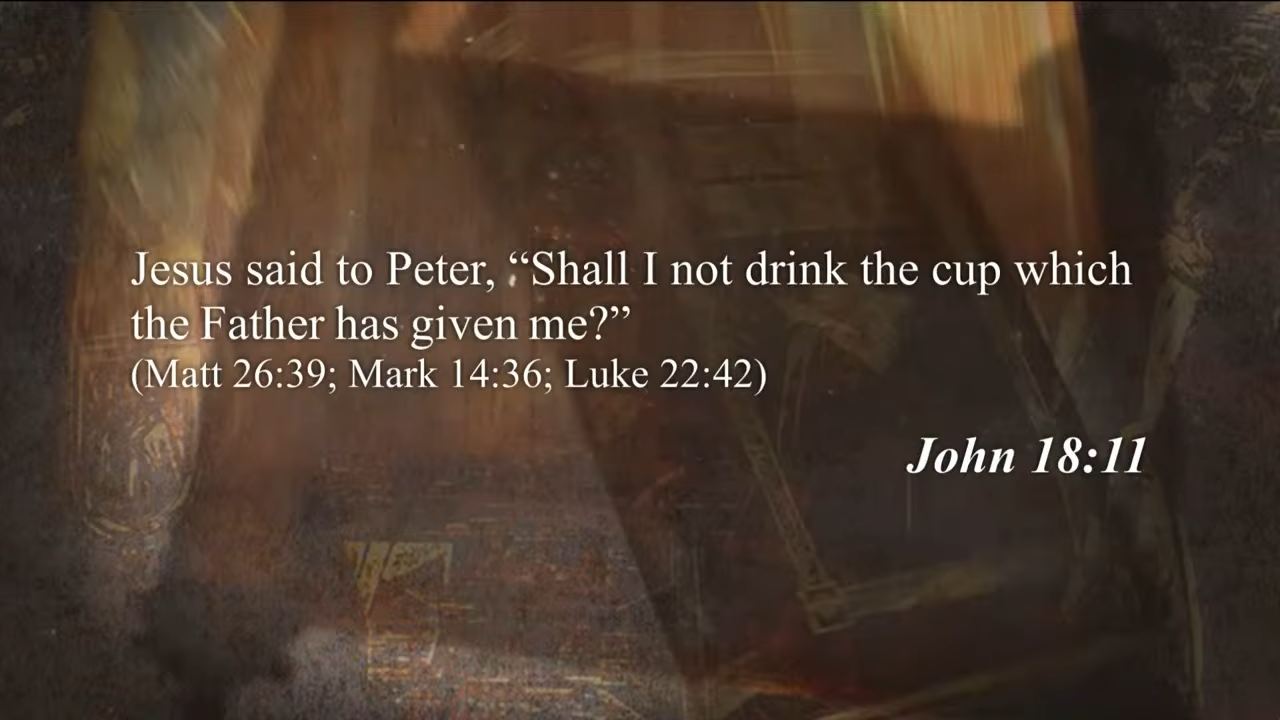 Jesus said to Peter, “Shall I not drink the cup which
the Father has given me?”
(Matt 26:39; Mark 14:36; Luke 22:42)
John 18:11